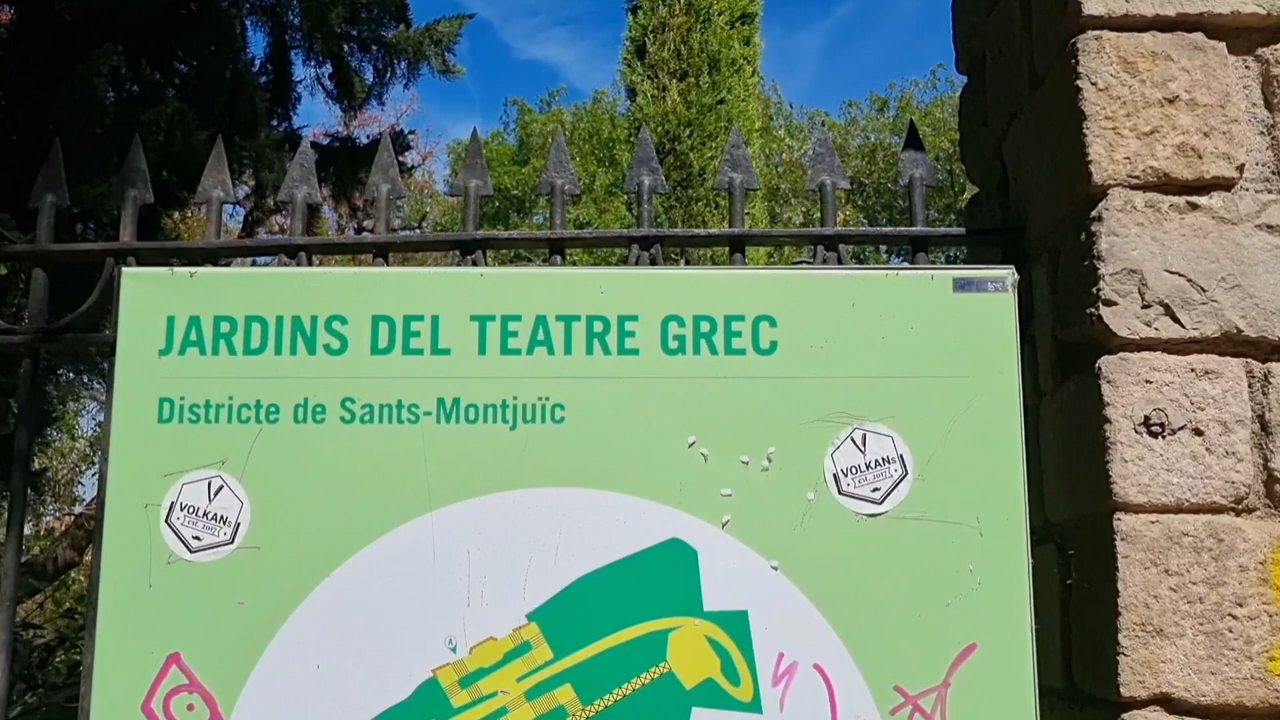 JARDINS DEL TEATRE GREC
Districte de Sants-Montjuïc
VOLKANs
est. 2017
VOLKANs
est. 2017
A